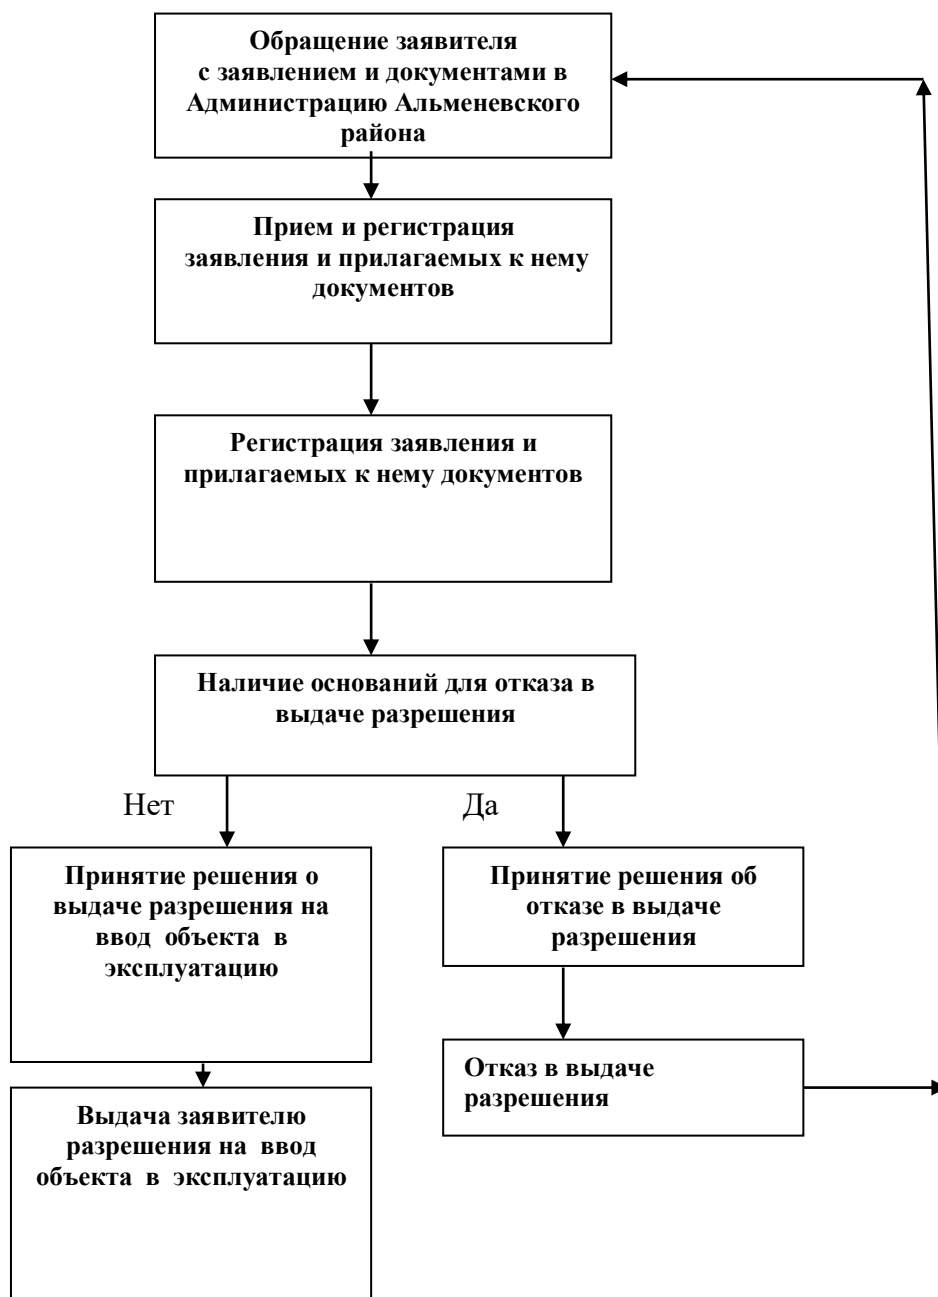 Обращение заявителя
с заявлением и документами в
Администрацию Альменевского
района
Прием и регистрация
заявления и прилагаемых к нему
документов
Регистрация заявления и
прилагаемых к нему документов
Наличие оснований для отказа в
выдаче разрешения
Нет
Да
Принятие решения о
выдаче разрешения на
ввод объекта в
эксплуатацию
Принятие решения об
отказе в выдаче
разрешения
Отказ в выдаче
разрешения
Выдача заявителю
разрешения на ввод
объекта в эксплуатацию